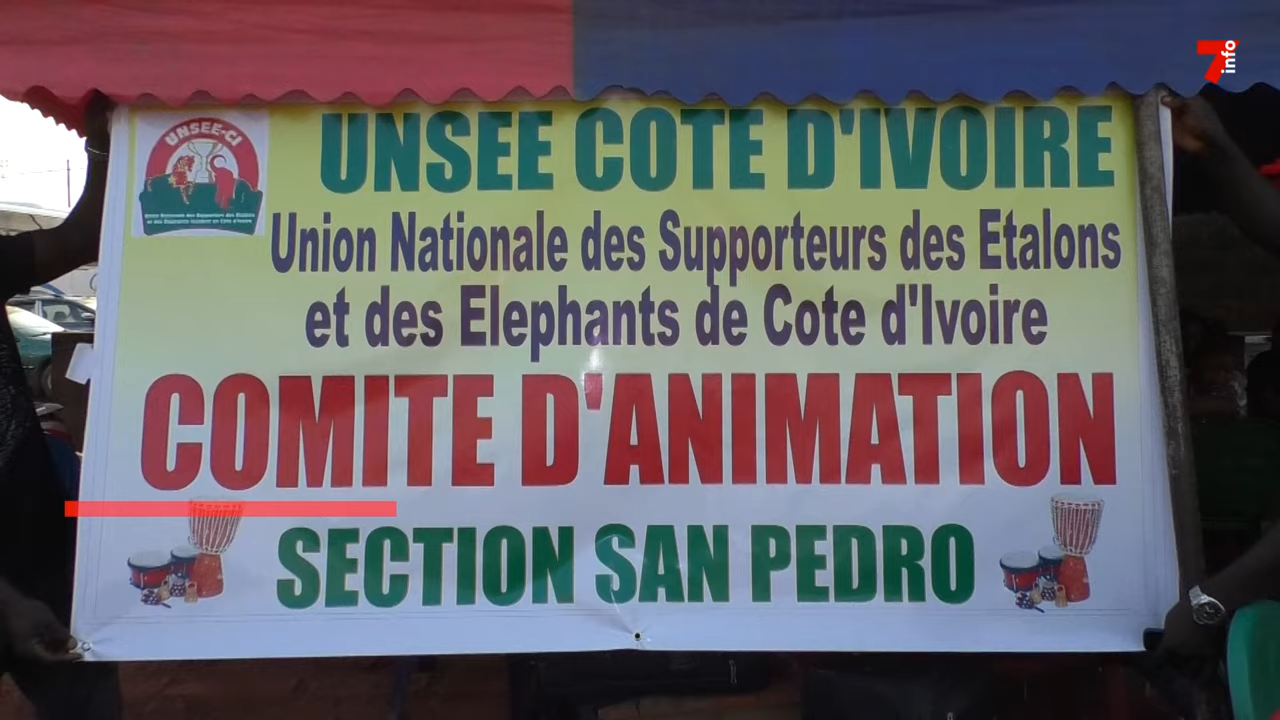 7
info
UNSEE-CI
UNSEE COTE D'IVOIRE
Union Nationale des Supporteurs des Etalons
et des Elephants de Cote d'Ivoire
COMITE D'ANIMATION
SECTION SAN PEDRO